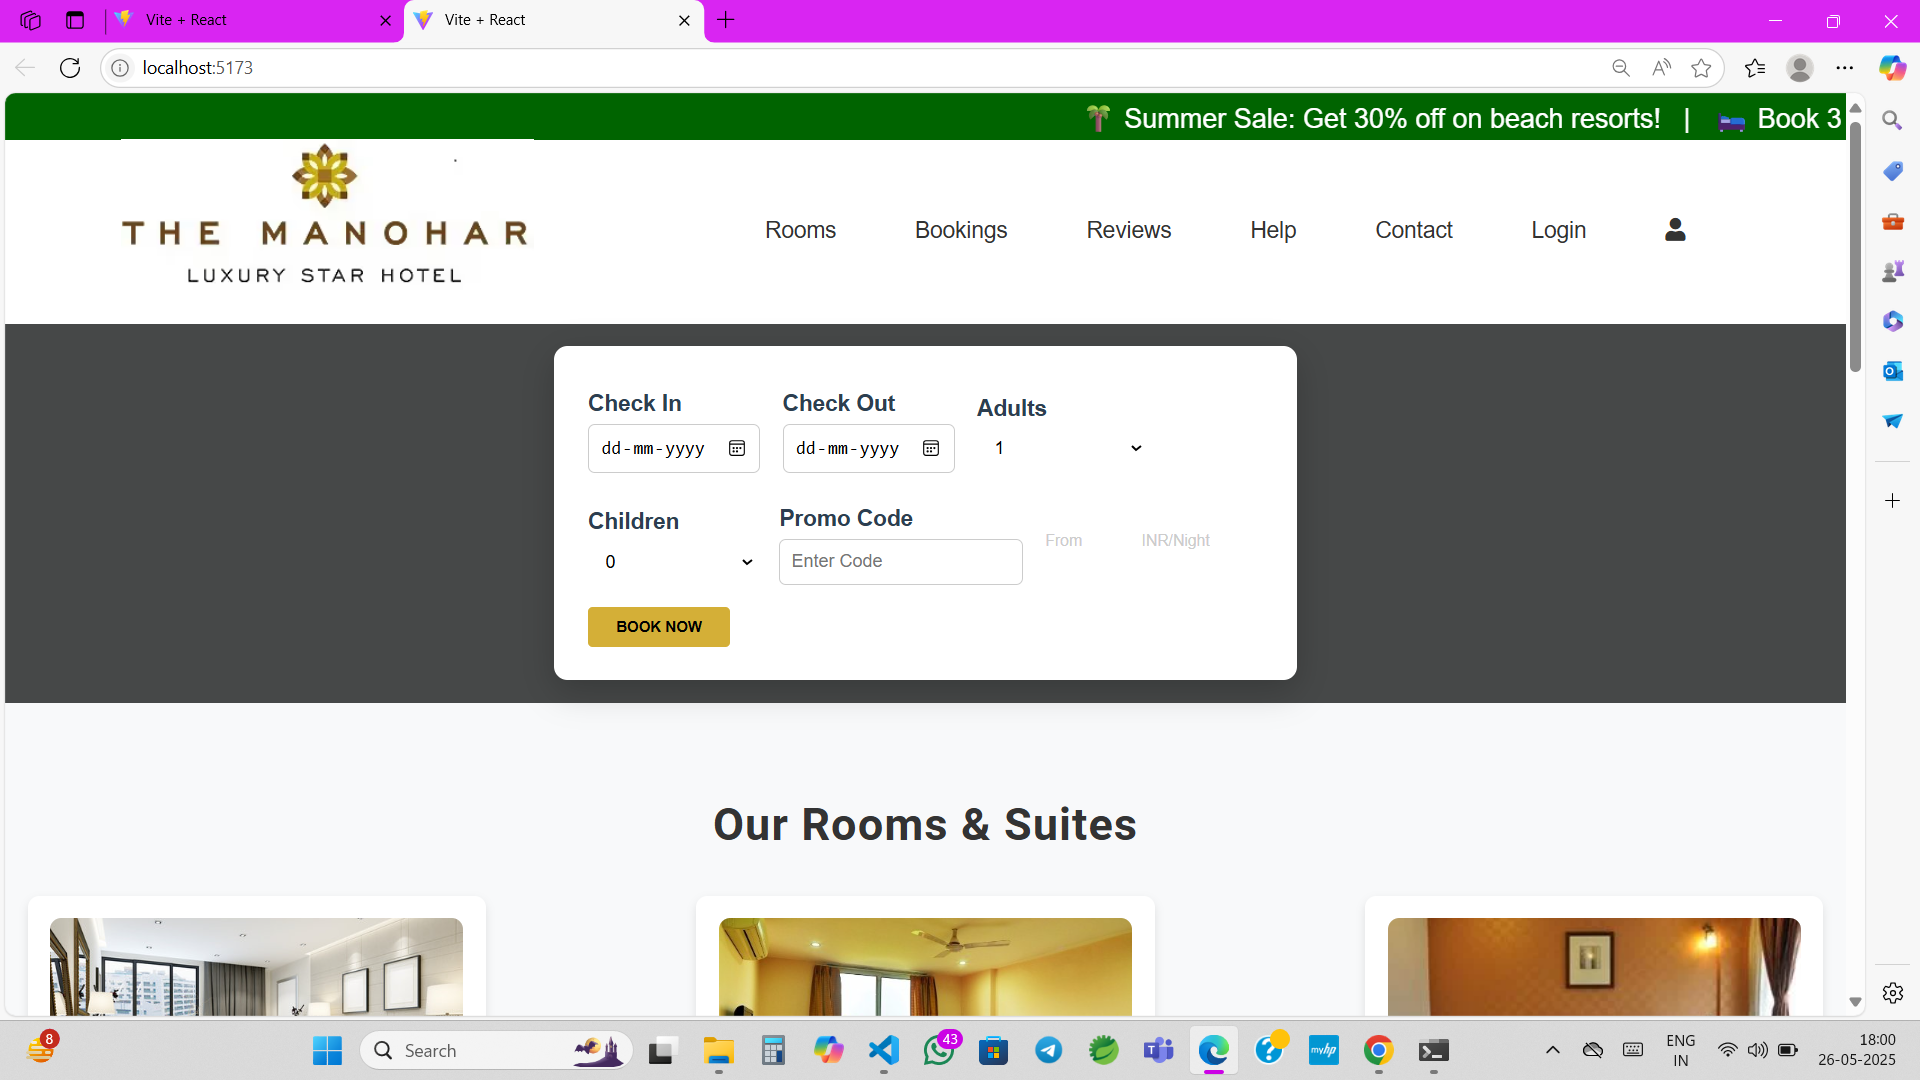 Vite + React
Vite + React
localhost:5173
🌴 Summer Sale: Get 30% off on beach resorts! | 🛌 Book 3
THE MANOHAR
LUXURY STAR HOTEL
Rooms Bookings Reviews Help Contact Login
Check In Check Out Adults
dd-mm-yyyy dd-mm-yyyy 1
Children Promo Code
0 Enter Code From INR/Night
BOOK NOW
Our Rooms & Suites
8
Search
43
myhp
ENG
IN
18:00
26-05-2025